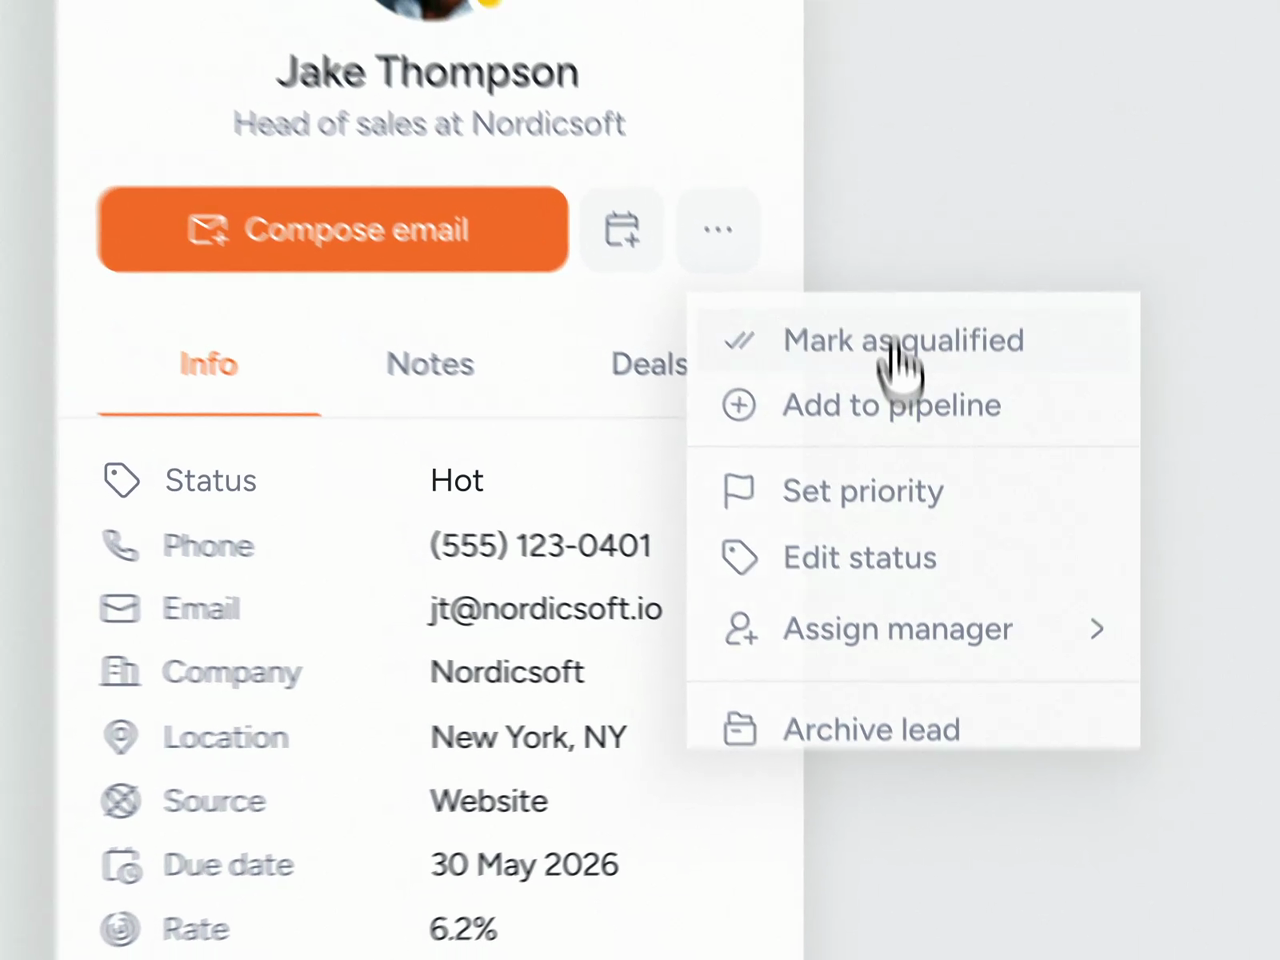 Jake Thompson
Head of sales at Nordicsoft
Compose email
Info
Notes
Deals
Mark as qualified
Add to pipeline
Set priority
Edit status
Assign manager
Archive lead
Status Hot
Phone (555) 123-0401
Email jt@nordicsoft.io
Company Nordicsoft
Location New York, NY
Source Website
Due date 30 May 2026
Rate 6.2%